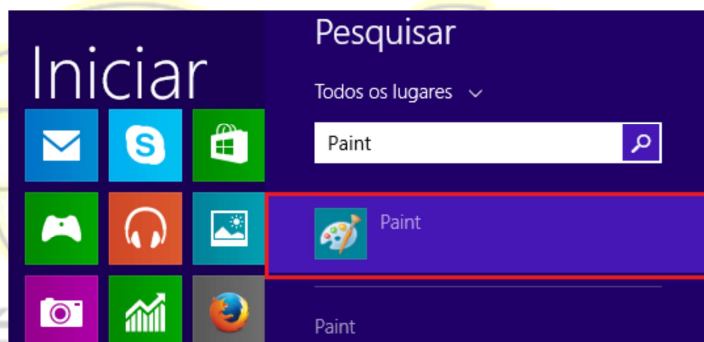 Iniciar
Pesquisar
Todos os lugares
Paint
Paint
Paint